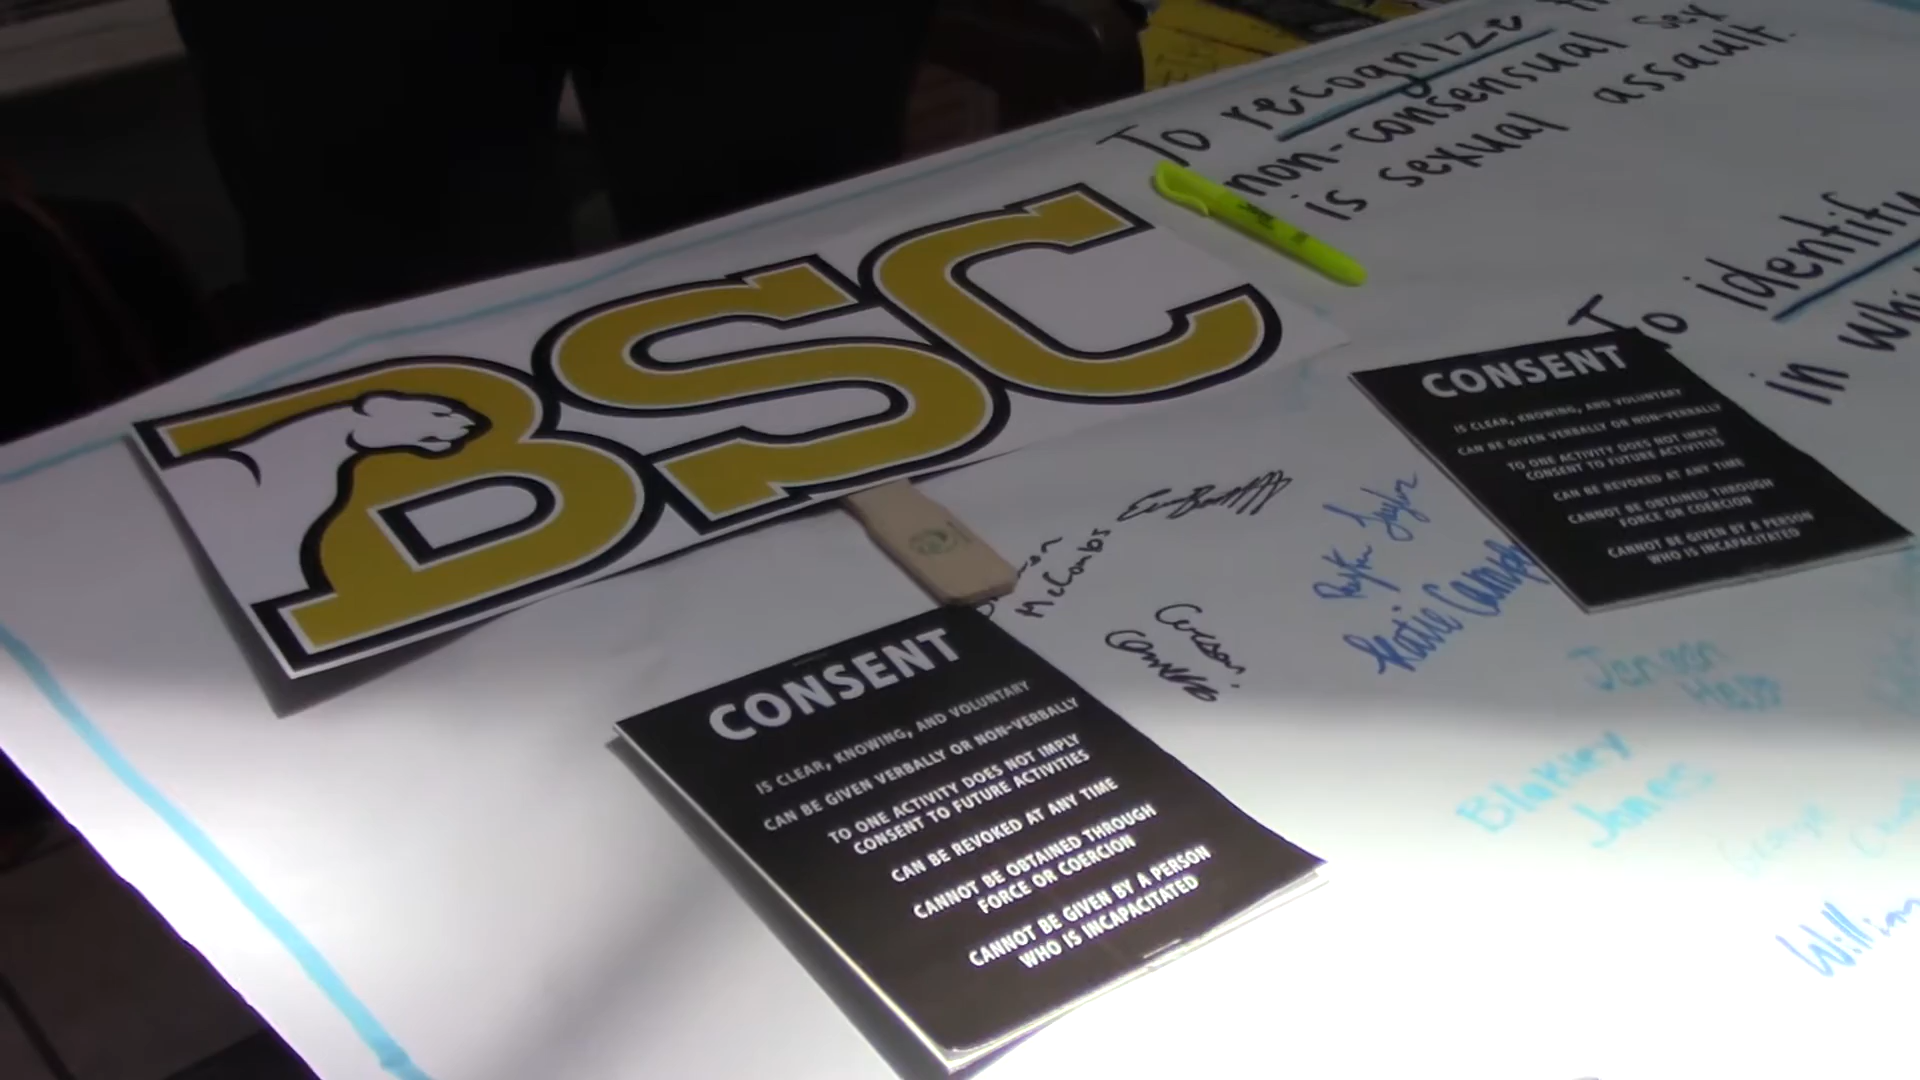 To recognize
non-consensual sex
is sexual assault.
To identify
in
BSC
CONSENT
IS CLEAR, KNOWING, AND VOLUNTARY
CAN BE GIVEN VERBALLY OR NON-VERBALLY
TO ONE ACTIVITY DOES NOT IMPLY
CONSENT TO FUTURE ACTIVITIES
CAN BE REVOKED AT ANY TIME
CANNOT BE OBTAINED THROUGH
FORCE OR COERCION
CANNOT BE GIVEN BY A PERSON
WHO IS INCAPACITATED
McCombs
Taylor
Katie
Jensen
Hess
Blakley
Jones
CONSENT
IS CLEAR, KNOWING, AND VOLUNTARY
CAN BE GIVEN VERBALLY OR NON-VERBALLY
TO ONE ACTIVITY DOES NOT IMPLY
CONSENT TO FUTURE ACTIVITIES
CAN BE REVOKED AT ANY TIME
CANNOT BE OBTAINED THROUGH
FORCE OR COERCION
CANNOT BE GIVEN BY A PERSON
WHO IS INCAPACITATED